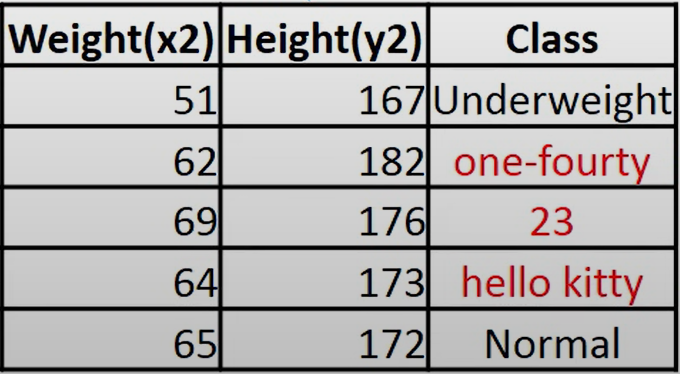 Weight(x2) Height(y2) Class
51 167 Underweight
62 182 one-fourty
69 176 23
64 173 hello kitty
65 172 Normal